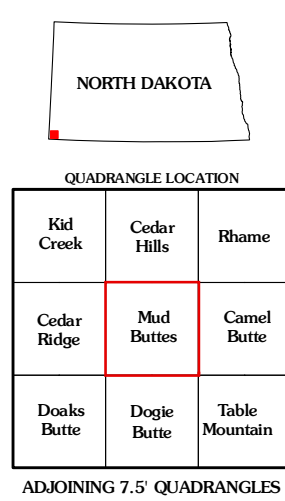 NORTH DAKOTA
QUADRANGLE LOCATION
Kid
Creek
Cedar
Hills
Rhame
Cedar
Ridge
Mud
Buttes
Camel
Butte
Doaks
Butte
Dogie
Butte
Table
Mountain
ADJOINING 7.5' QUADRANGLES